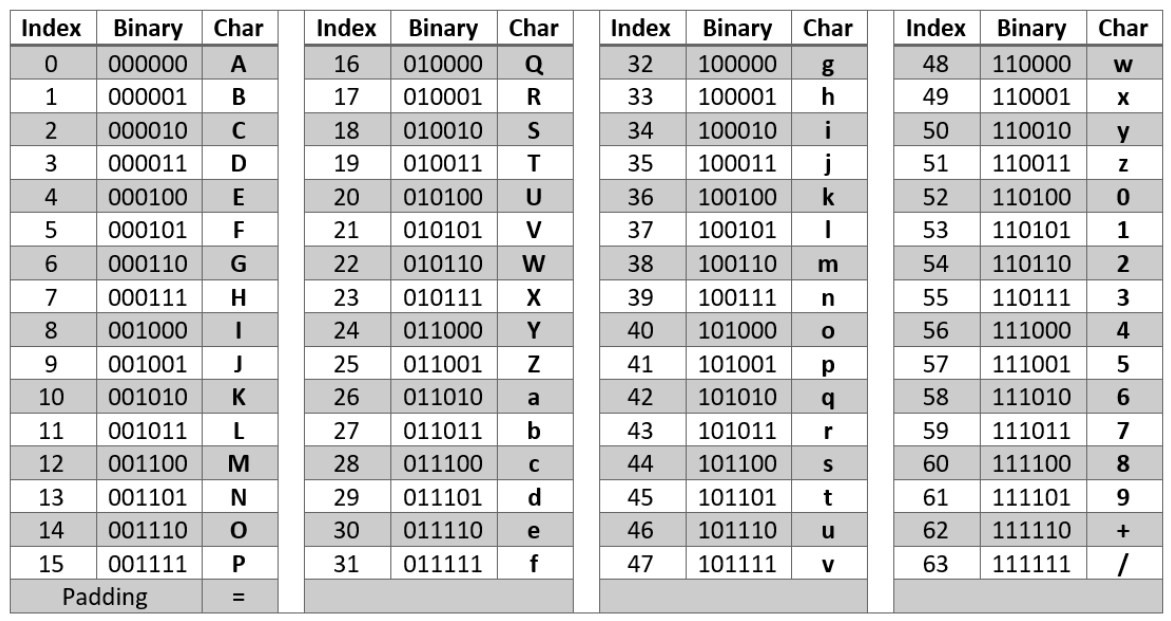 Index Binary Char Index Binary Char Index Binary Char Index Binary Char
0 000000 A 16 010000 Q 32 100000 g 48 110000 w
1 000001 B 17 010001 R 33 100001 h 49 110001 x
2 000010 C 18 010010 S 34 100010 i 50 110010 y
3 000011 D 19 010011 T 35 100011 j 51 110011 z
4 000100 E 20 010100 U 36 100100 k 52 110100 0
5 000101 F 21 010101 V 37 100101 l 53 110101 1
6 000110 G 22 010110 W 38 100110 m 54 110110 2
7 000111 H 23 010111 X 39 100111 n 55 110111 3
8 001000 I 24 011000 Y 40 101000 o 56 111000 4
9 001001 J 25 011001 Z 41 101001 p 57 111001 5
10 001010 K 26 011010 a 42 101010 q 58 111010 6
11 001011 L 27 011011 b 43 101011 r 59 111011 7
12 001100 M 28 011100 c 44 101100 s 60 111100 8
13 001101 N 29 011101 d 45 101101 t 61 111101 9
14 001110 O 30 011110 e 46 101110 u 62 111110 +
15 001111 P 31 011111 f 47 101111 v 63 111111 /
Padding =